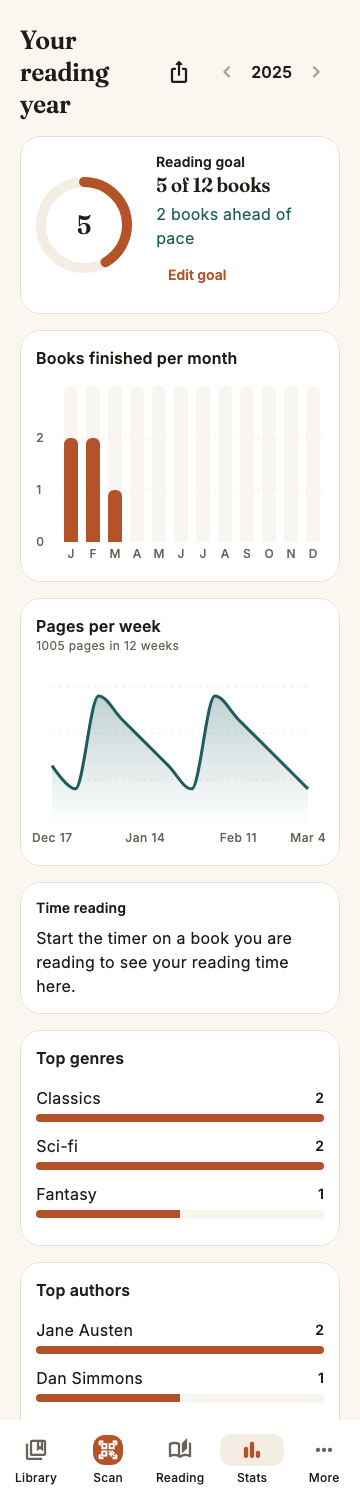 Your
reading
year
2025
Reading goal
5 of 12 books
2 books ahead of
pace
5
Edit goal
Books finished per month
2
1
0
J F M A M J J A S O N D
Pages per week
1005 pages in 12 weeks
Dec 17 Jan 14 Feb 11 Mar 4
Time reading
Start the timer on a book you are
reading to see your reading time
here.
Top genres
Classics 2
Sci-fi 2
Fantasy 1
Top authors
Jane Austen 2
Dan Simmons 1
Library Scan Reading Stats More